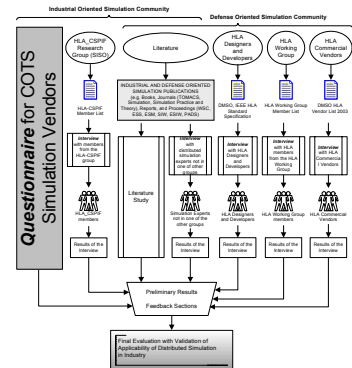 Industrial Oriented Simulation Community
Defense Oriented Simulation Community
Questionnaire for COTS
Simulation Vendors
HLA_CSPIF
Research
Group (SISO)
Literature
HLA
Designers
and
Developers
HLA
Working
Group
HLA
Commercial
Vendors
HLA-CSPIF
Member List
INDUSTRIAL AND DEFENSE ORIENTED
SIMULATION PUBLICATIONS
(e.g. Books, Journals (TOMACS,
Simulation, Simulation Practice and
Theory), Reports, and Proceedings (WSC,
ESS, ESM, SIW, ESIW, PADS)
DMSO, IEEE HLA
Standard
Specification
HLA Working Group
Member List
DMSO HLA
Vendor List 2003
Interview
with members
from the
HLA-CSPIF
group
Literature
Study
Interview
with
distributed
simulation
experts not in
one of other
groups
Interview
with HLA
Designers
and
Developers
Interview
with HLA
members
from the HLA
Working
Group
Interview
with HLA
Commercia
l Vendors
HLA_CSPIF
members
Simulation Experts
not in one of the
other groups
HLA Designers
and Developers
HLA Working Group
members
HLA Commercial
Vendors
Results of the
Interview
Results of the
Interview
Results of the
Interview
Results of the
Interview
Results of the
Interview
Preliminary Results
Feedback Sections
Final Evaluation with Validation of
Applicability of Distributed Simulation
in Industry